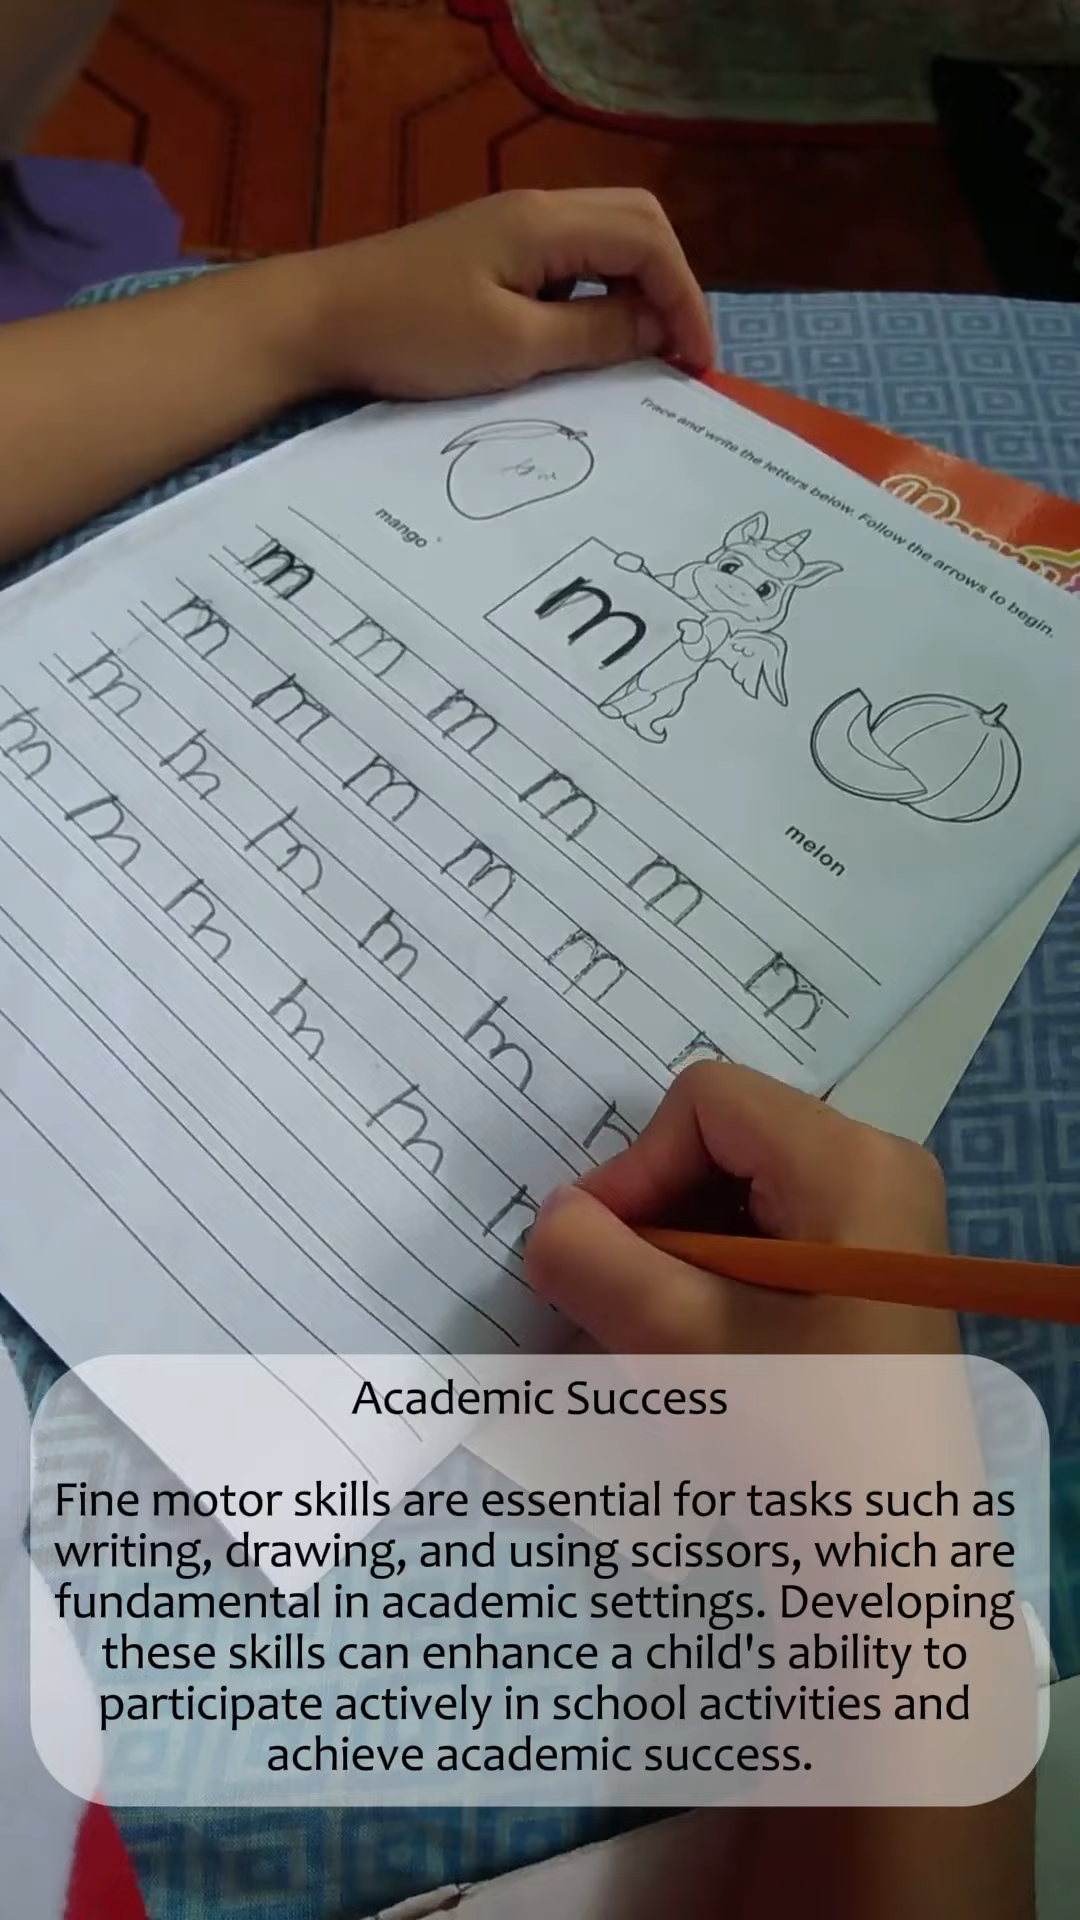 Trace and write the letters below. Follow the arrows to begin.
mango
m
melon
m m m m m m
m m m m m
m m m m m
m m m m m
Academic Success
Fine motor skills are essential for tasks such as
writing, drawing, and using scissors, which are
fundamental in academic settings. Developing
these skills can enhance a child's ability to
participate actively in school activities and
achieve academic success.